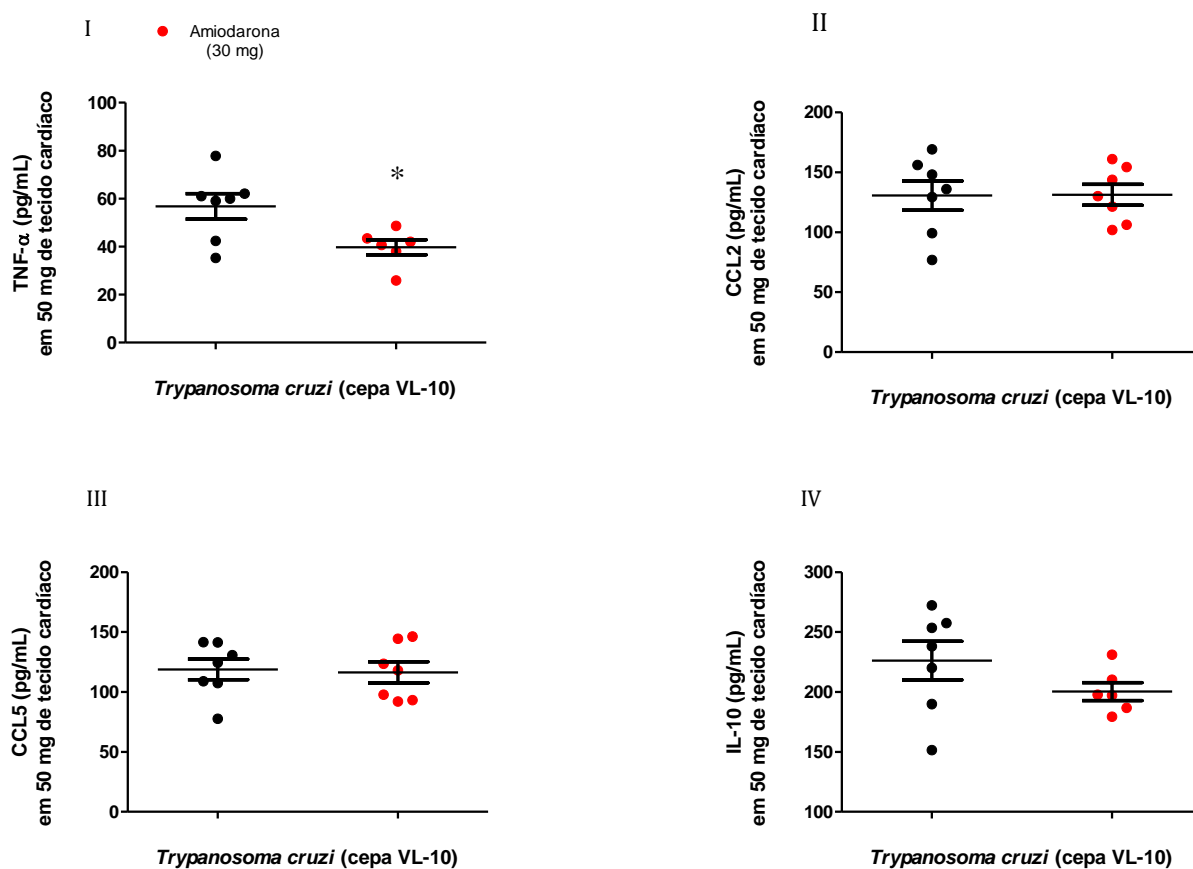 I
Amiodarona
(30 mg)
TNF-α (pg/mL)
em 50 mg de tecido cardíaco
100
80
60
40
20
0
*
Trypanosoma cruzi (cepa VL-10)
II
CCL2 (pg/mL)
em 50 mg de tecido cardíaco
200
150
100
50
0
Trypanosoma cruzi (cepa VL-10)
III
CCL5 (pg/mL)
em 50 mg de tecido cardíaco
200
150
100
50
0
Trypanosoma cruzi (cepa VL-10)
IV
IL-10 (pg/mL)
em 50 mg de tecido cardíaco
300
250
200
150
100
Trypanosoma cruzi (cepa VL-10)